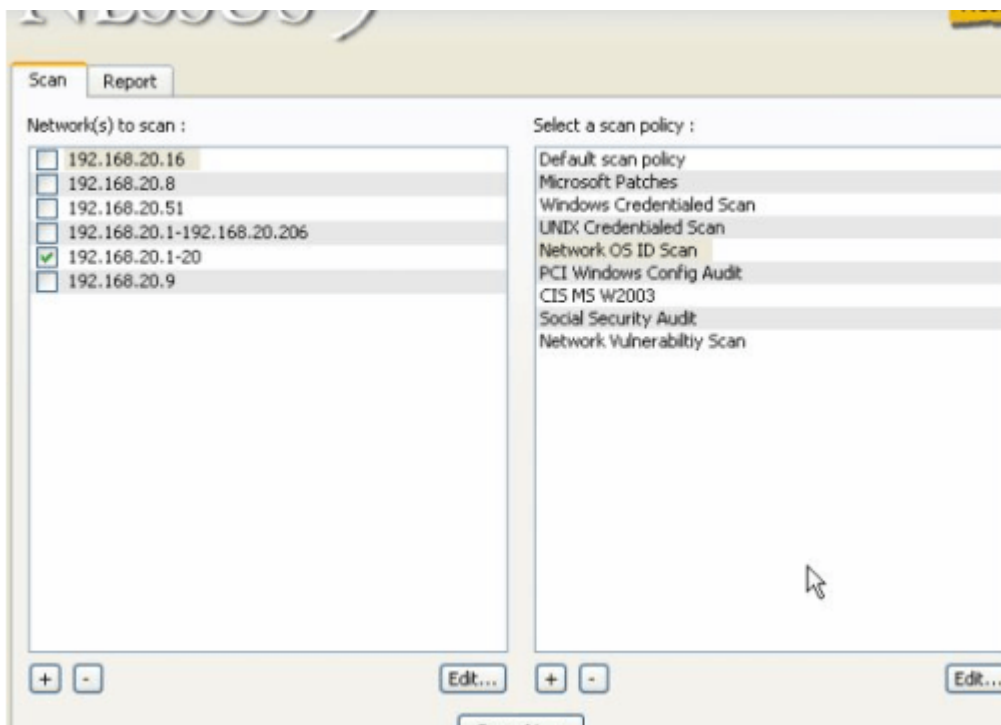 Scan
Report
Network(s) to scan :
192.168.20.16
192.168.20.8
192.168.20.51
192.168.20.1-192.168.20.206
192.168.20.1-20
192.168.20.9
+
-
Edit...
Select a scan policy :
Default scan policy
Microsoft Patches
Windows Credentialed Scan
UNIX Credentialed Scan
Network OS ID Scan
PCI Windows Config Audit
CIS MS W2003
Social Security Audit
Network Vulnerabiltiy Scan
+
-
Edit...